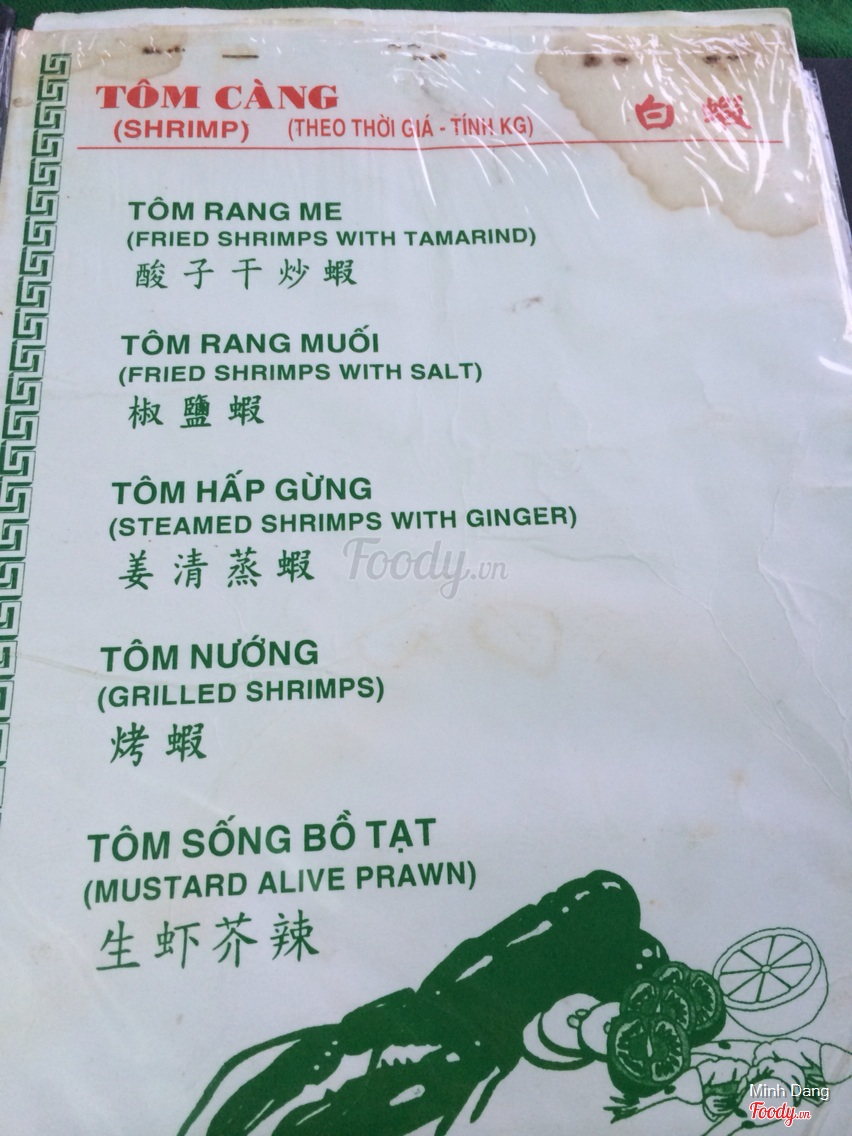 TÔM CÀNG
(SHRIMP) (THEO THỜI GIÁ - TÍNH KG) 白蝦
TÔM RANG ME
(FRIED SHRIMPS WITH TAMARIND)
酸子干炒蝦
TÔM RANG MUỐI
(FRIED SHRIMPS WITH SALT)
椒鹽蝦
TÔM HẤP GỪNG
(STEAMED SHRIMPS WITH GINGER)
姜清蒸蝦
Foody.vn
TÔM NƯỚNG
(GRILLED SHRIMPS)
烤蝦
TÔM SỐNG BỒ TẠT
(MUSTARD ALIVE PRAWN)
生虾芥辣
Minh Dang
Foody.vn